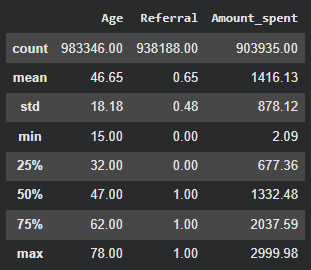 Age Referral Amount_spent
count 983346.00 938188.00 903935.00
mean 46.65 0.65 1416.13
std 18.18 0.48 878.12
min 15.00 0.00 2.09
25% 32.00 0.00 677.36
50% 47.00 1.00 1332.48
75% 62.00 1.00 2037.59
max 78.00 1.00 2999.98